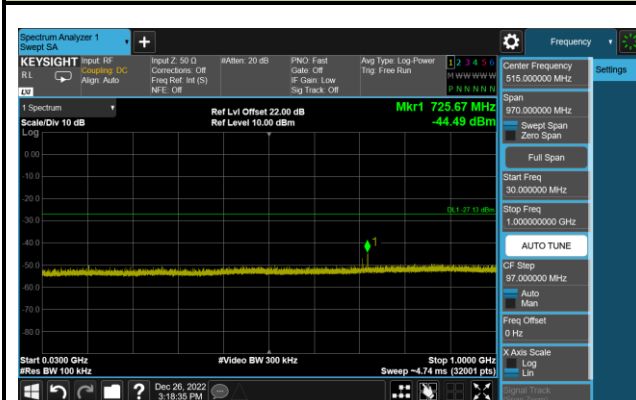 Spectrum Analyzer 1
Swept SA
Frequency
KEYSIGHT
RL
Input: RF
Coupling: DC
Align: Auto
Input Z: 50 Ω
Corrections: Off
Freq Ref: Int (S)
NFE: Off
#Atten: 20 dB
PNO: Fast
Gate: Off
IF Gain: Low
Sig Track: Off
Avg Type: Log-Power
Trig: Free Run
1 2 3 4 5 6
M W W W W W
P N N N N N
LXI
1 Spectrum
Scale/Div 10 dB
Log
Ref Lvl Offset 22.00 dB
Ref Level 10.00 dBm
Mkr1 725.67 MHz
-44.49 dBm
0.00
-10.0
-20.0
-30.0
-40.0
-50.0
-60.0
-70.0
-80.0
DL1 -27.13 dBm
1
Start 0.0300 GHz
#Res BW 100 kHz
#Video BW 300 kHz
Stop 1.0000 GHz
Sweep ~4.74 ms (32001 pts)
Dec 26, 2022
3:18:35 PM
Center Frequency
515.000000 MHz
Settings
Span
970.000000 MHz
Swept Span
Zero Span
Full Span
Start Freq
30.000000 MHz
Stop Freq
1.000000000 GHz
AUTO TUNE
CF Step
97.000000 MHz
Auto
Man
Freq Offset
0 Hz
X Axis Scale
Log
Lin
Signal Track